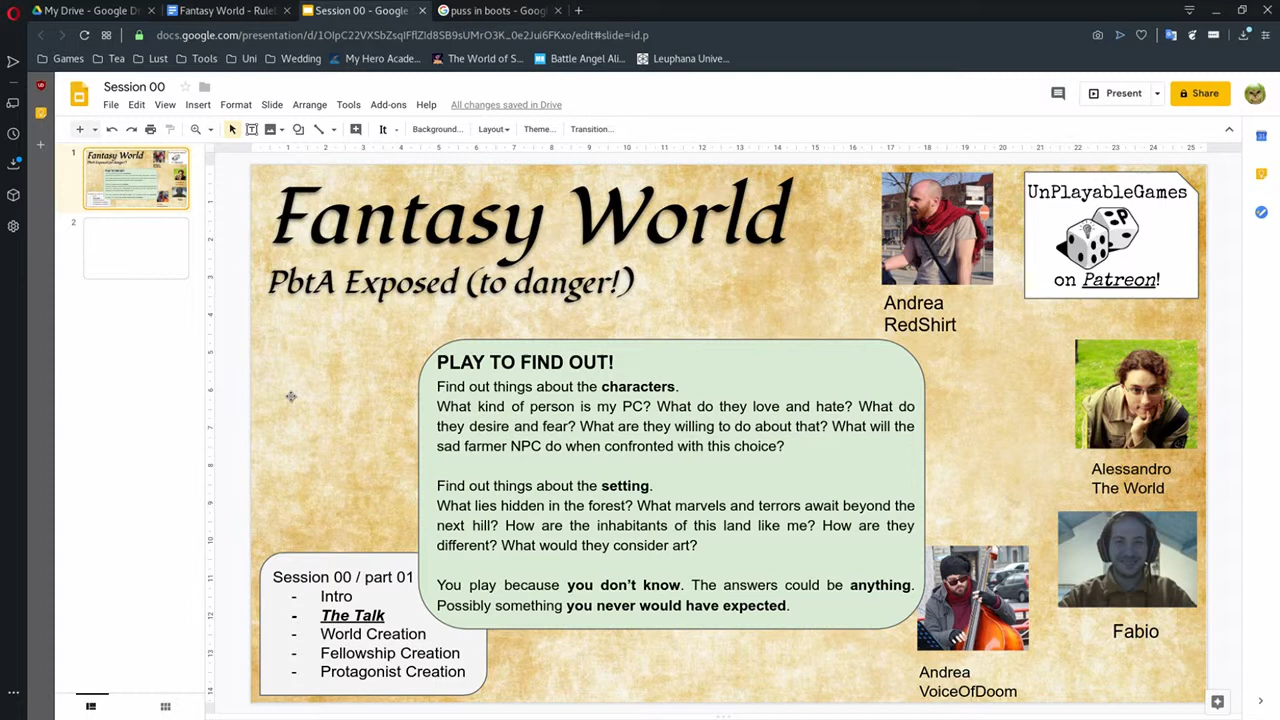 My Drive - Google D
Fantasy World - RuleB
Session 00 - Google S
puss in boots - Goog
docs.google.com/presentation/d/1OIpC22VXSbZsqIFflZId8SB9sUMrO3K_0e2Jui6FKxo/edit#slide=id.p
Games
Tea
Lust
Tools
Uni
Wedding
My Hero Acade...
The World of S...
Battle Angel Ali...
Leuphana Unive...
Session 00
File Edit View Insert Format Slide Arrange Tools Add-ons Help All changes saved in Drive
Present
Share
Background...
Layout
Theme...
Transition...
1
2
Fantasy World
PbtA Exposed (to danger!)
Andrea
RedShirt
UnPlayableGames
on Patreon!
PLAY TO FIND OUT!
Find out things about the characters.
What kind of person is my PC? What do they love and hate? What do
they desire and fear? What are they willing to do about that? What will the
sad farmer NPC do when confronted with this choice?
Find out things about the setting.
What lies hidden in the forest? What marvels and terrors await beyond the
next hill? How are the inhabitants of this land like me? How are they
different? What would they consider art?
You play because you don't know. The answers could be anything.
Possibly something you never would have expected.
Alessandro
The World
Fabio
Andrea
VoiceOfDoom
Session 00 / part 01
- Intro
- The Talk
- World Creation
- Fellowship Creation
- Protagonist Creation